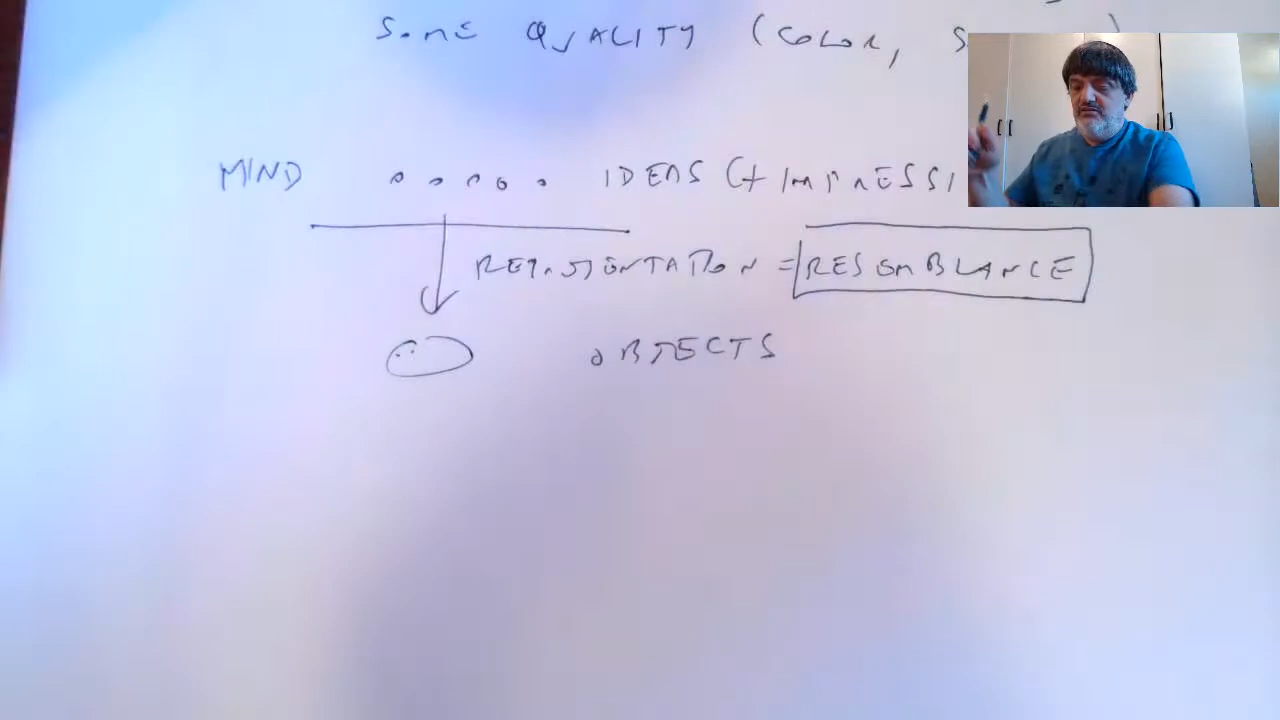 SOME QUALITY (COLOR, S
MIND IDEAS (+ IMPRESSI
REPRESENTATION = RESEMBLANCE
OBJECTS